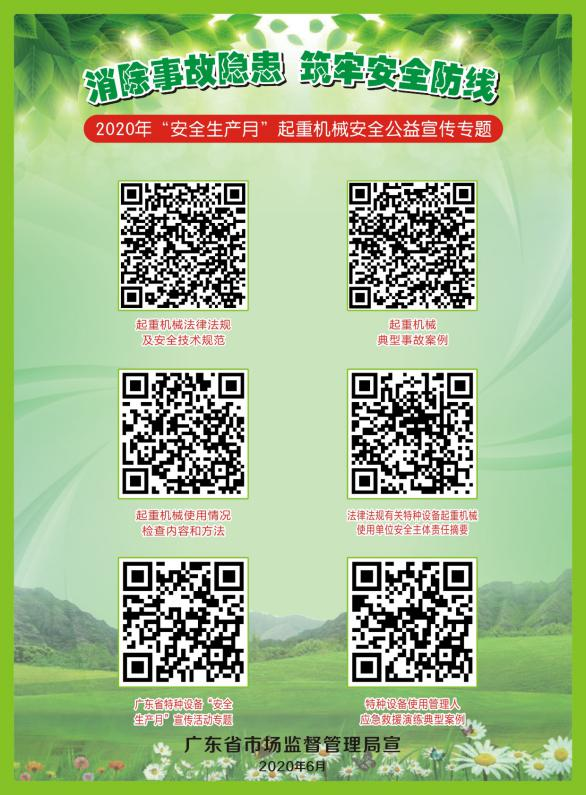 消除事故隐患 筑牢安全防线
2020年“安全生产月”起重机械安全公益宣传专题
起重机械法律法规
及安全技术规范
起重机械
典型事故案例
起重机械使用情况
检查内容和方法
法律法规有关特种设备起重机械
使用单位安全主体责任摘要
广东省特种设备“安全
生产月”宣传活动专题
特种设备使用管理人
应急救援演练典型案例
广东省市场监督管理局宣
2020年6月